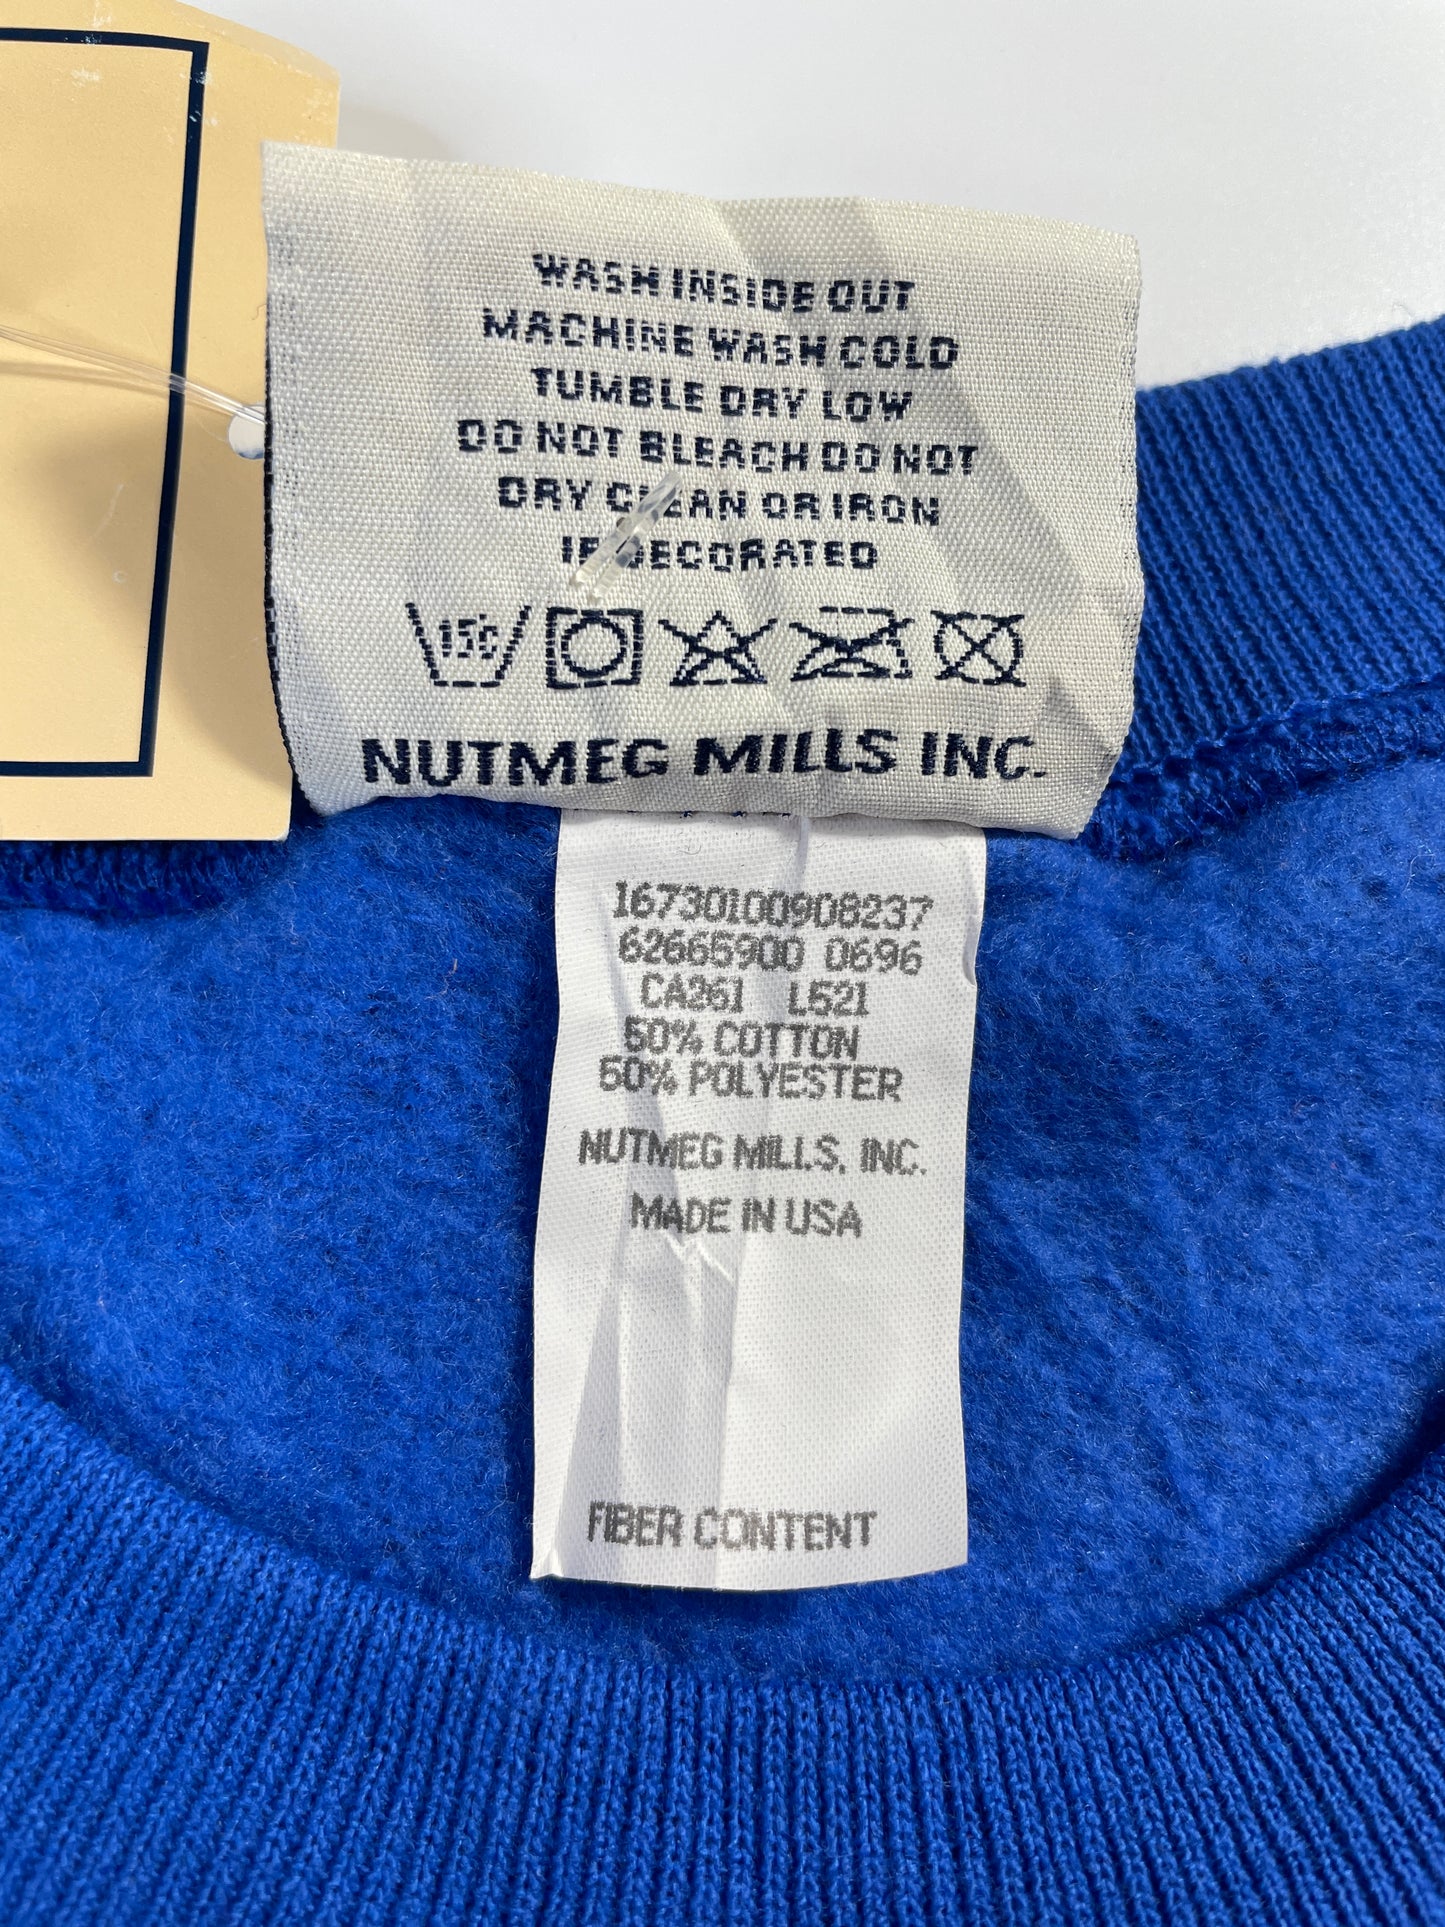 WASH INSIDE OUT
MACHINE WASH COLD
TUMBLE DRY LOW
DO NOT BLEACH DO NOT
DRY CLEAN OR IRON
IF DECORATED
15C
NUTMEG MILLS INC.
16730100908237
62665900 0696
CA261 L521
50% COTTON
50% POLYESTER
NUTMEG MILLS, INC.
MADE IN USA
FIBER CONTENT